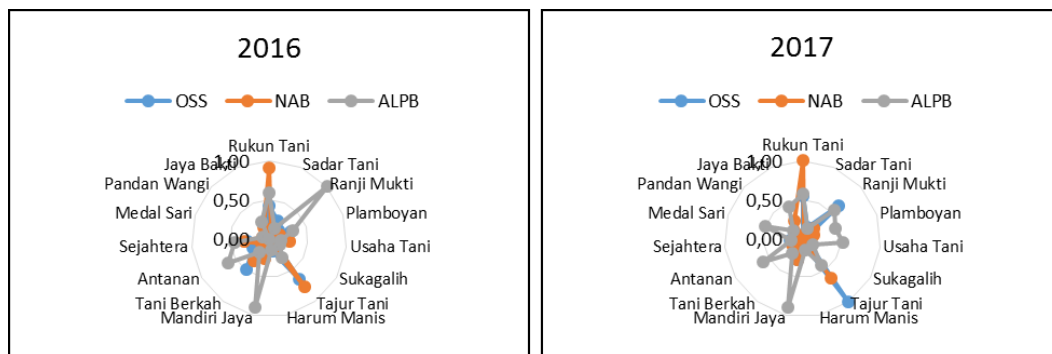 2016
OSS NAB ALPB
Rukun Tani
Sadar Tani
Ranji Mukti
Plamboyan
Usaha Tani
Sukagalih
Tajur Tani
Harum Manis
Mandiri Jaya
Tani Berkah
Antanan
Sejahtera
Medal Sari
Pandan Wangi
Jaya Bakti
1,00
0,50
0,00
2017
OSS NAB ALPB
Rukun Tani
Sadar Tani
Ranji Mukti
Plamboyan
Usaha Tani
Sukagalih
Tajur Tani
Harum Manis
Mandiri Jaya
Tani Berkah
Antanan
Sejahtera
Medal Sari
Pandan Wangi
Jaya Bakti
1,00
0,50
0,00